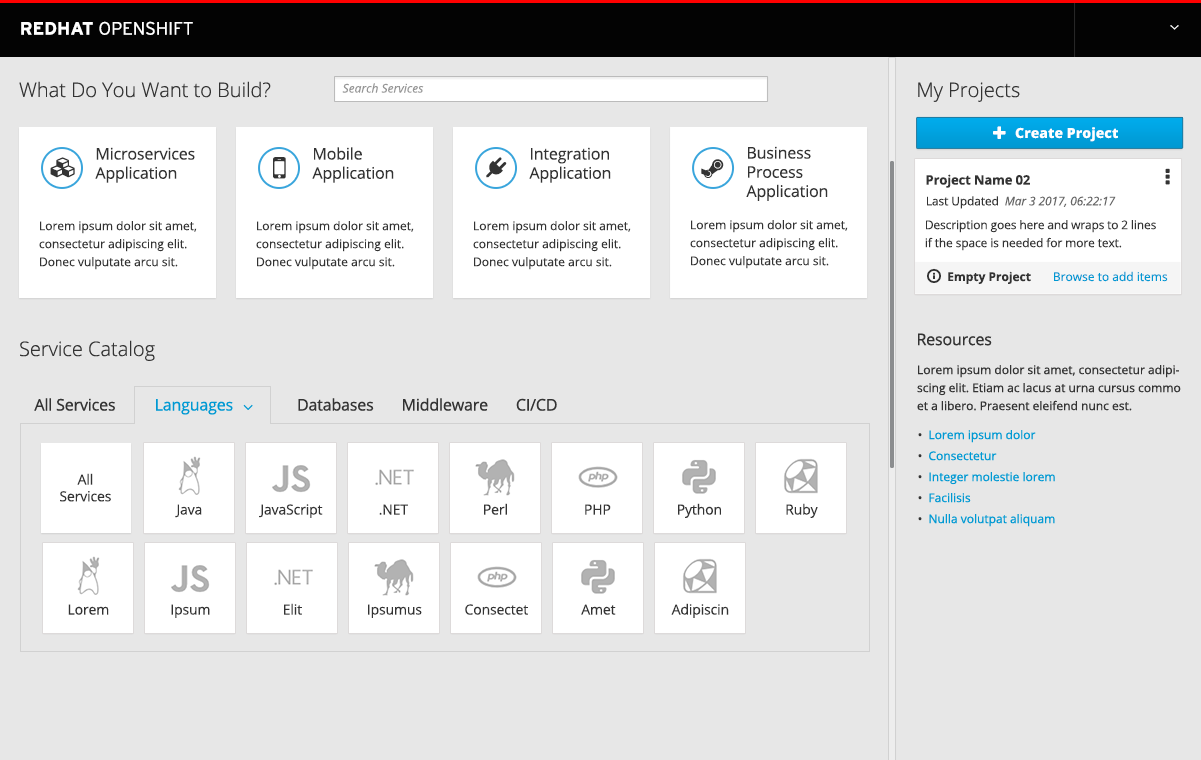 REDHAT OPENSHIFT
What Do You Want to Build?
Search Services
Microservices
Application
Lorem ipsum dolor sit amet,
consectetur adipiscing elit.
Donec vulputate arcu sit.
Mobile
Application
Lorem ipsum dolor sit amet,
consectetur adipiscing elit.
Donec vulputate arcu sit.
Integration
Application
Lorem ipsum dolor sit amet,
consectetur adipiscing elit.
Donec vulputate arcu sit.
Business
Process
Application
Lorem ipsum dolor sit amet,
consectetur adipiscing elit.
Donec vulputate arcu sit.
Service Catalog
All Services
Languages
Databases
Middleware
CI/CD
All
Services
Java
JS
JavaScript
.NET
.NET
Perl
php
PHP
Python
Ruby
Lorem
JS
Ipsum
.NET
Elit
Ipsumus
php
Consectet
Amet
Adipiscin
My Projects
Create Project
Project Name 02
Last Updated Mar 3 2017, 06:22:17
Description goes here and wraps to 2 lines
if the space is needed for more text.
Empty Project
Browse to add items
Resources
Lorem ipsum dolor sit amet, consectetur adipi-
scing elit. Etiam ac lacus at urna cursus commo
et a libero. Praesent eleifend nunc est.
• Lorem ipsum dolor
• Consectetur
• Integer molestie lorem
• Facilisis
• Nulla volutpat aliquam